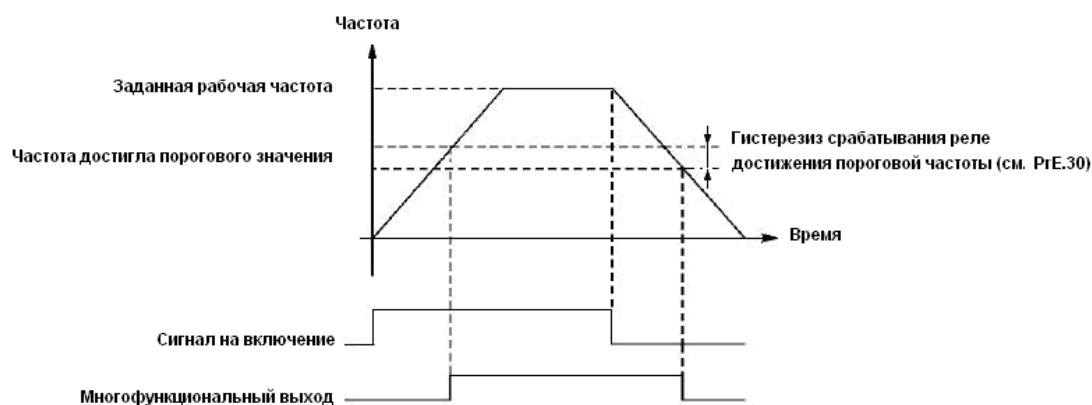 Частота
Заданная рабочая частота
Частота достигла порогового значения
Гистерезиз срабатывания реле
достижения пороговой частоты (см. PrE.30)
Время
Сигнал на включение
Многофункциональный выход